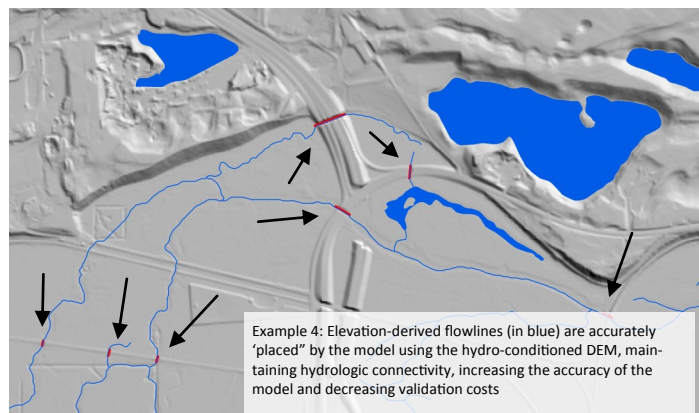 Example 4: Elevation-derived flowlines (in blue) are accurately
‘placed” by the model using the hydro-conditioned DEM, main-
taining hydrologic connectivity, increasing the accuracy of the
model and decreasing validation costs